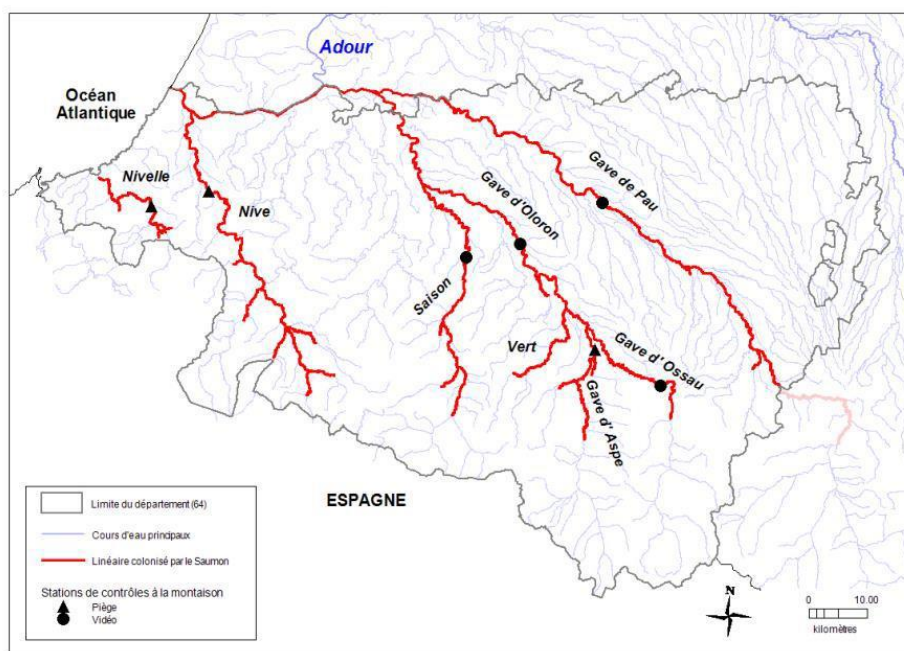 Adour
Océan
Atlantique
Nivelle
Nive
Gave d'Oloron
Gave de Pau
Saison
Vert
Gave d' Ossau
Gave d' Aspe
ESPAGNE
Limite du département (64)
Cours d'eau principaux
Linéaire colonisé par le Saumon
Stations de contrôles à la montaison
Piège
Vidéo
N
0 10.00
kilomètres